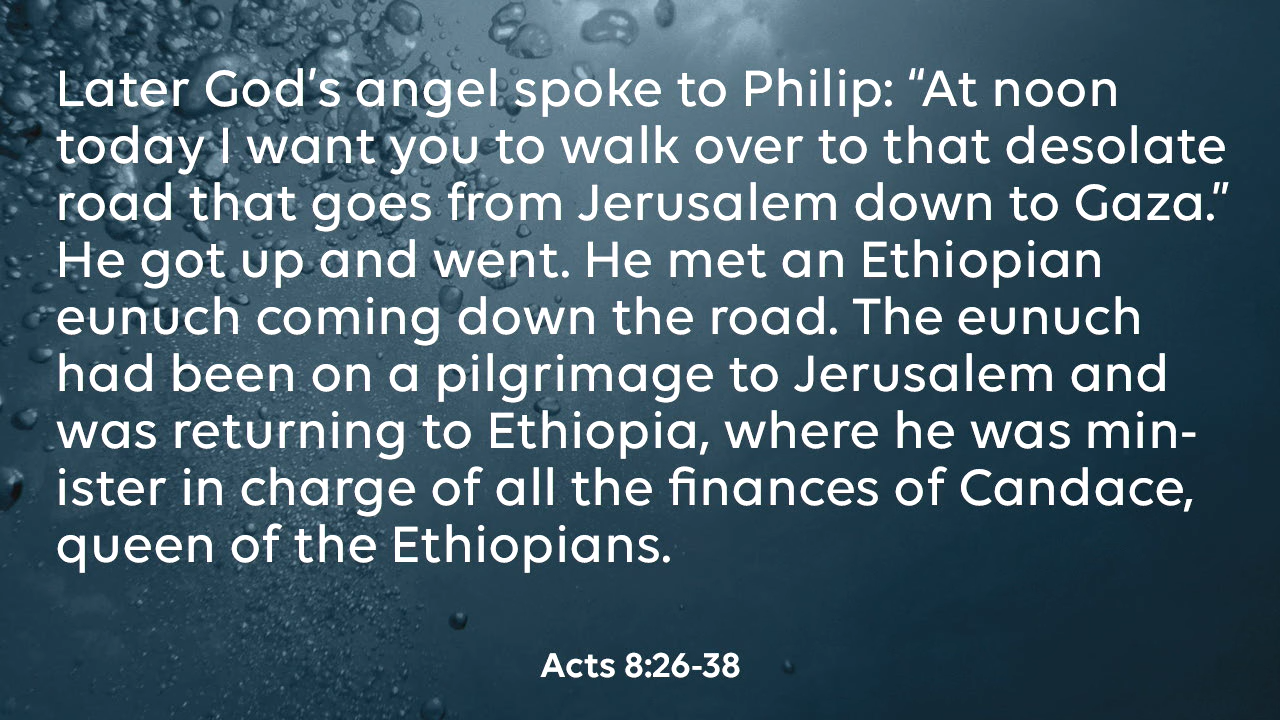 Later God’s angel spoke to Philip: “At noon
today I want you to walk over to that desolate
road that goes from Jerusalem down to Gaza.”
He got up and went. He met an Ethiopian
eunuch coming down the road. The eunuch
had been on a pilgrimage to Jerusalem and
was returning to Ethiopia, where he was min-
ister in charge of all the finances of Candace,
queen of the Ethiopians.
Acts 8:26-38